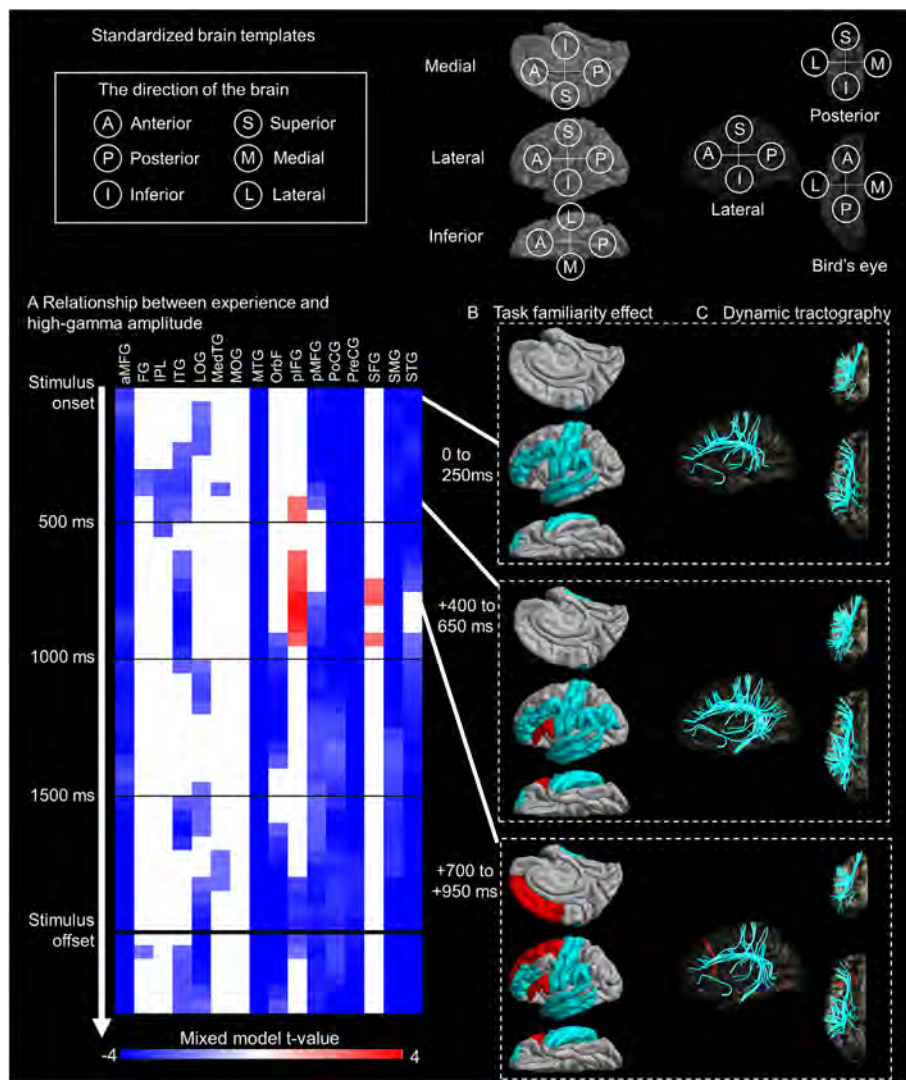 Standardized brain templates
The direction of the brain
A Anterior
S Superior
P Posterior
M Medial
I Inferior
L Lateral
Medial
I
A P
S
Lateral
S
A P
I
Inferior
L
A P
M
S
A P
I
Lateral
S
L M
I
Posterior
A
L M
P
Bird's eye
A Relationship between experience and
high-gamma amplitude
aMFG
FG
IPL
ITG
LOG
MedTG
MOG
MTG
OrbF
pIFG
pMFG
PoCG
PreCG
SFG
SMG
STG
Stimulus
onset
500 ms
1000 ms
1500 ms
Stimulus
offset
Mixed model t-value
-4
4
B Task familiarity effect
C Dynamic tractography
0 to
250ms
+400 to
650 ms
+700 to
+950 ms